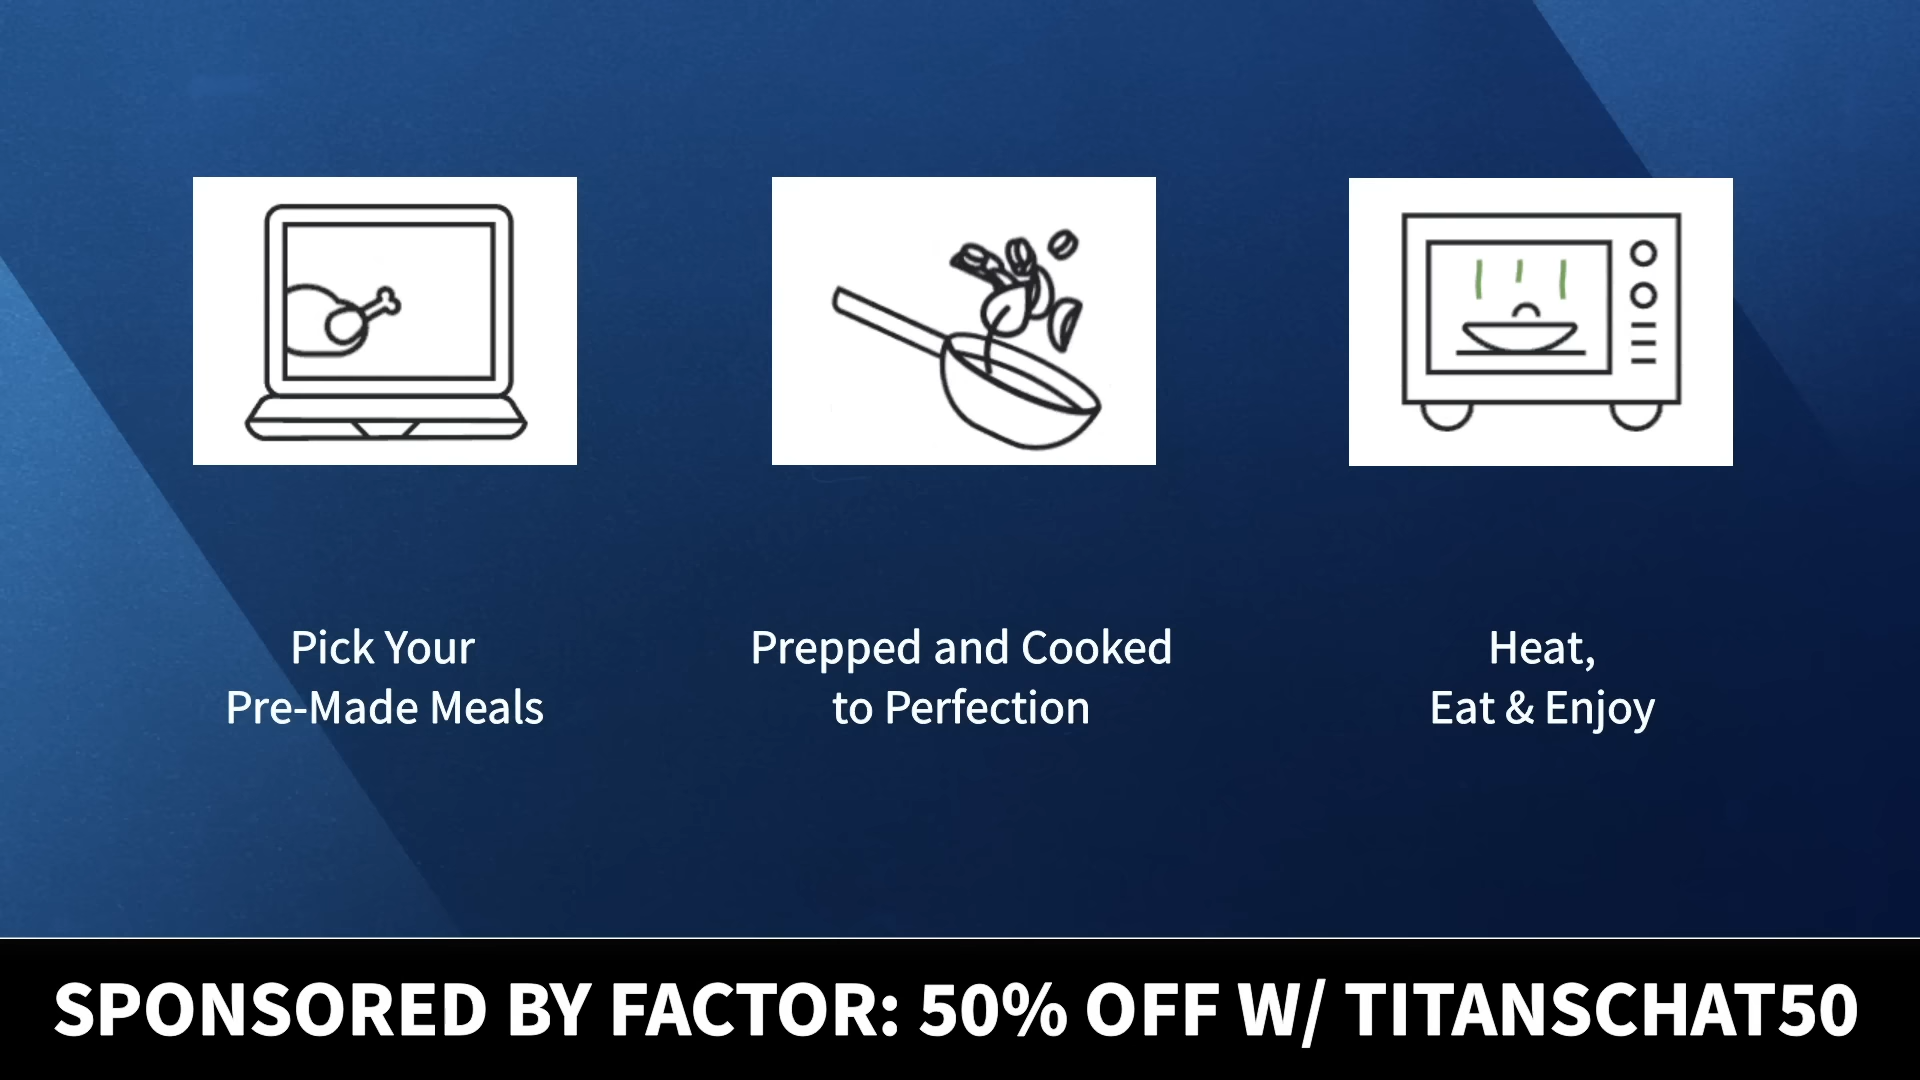 Pick Your
Pre-Made Meals
Prepped and Cooked
to Perfection
Heat,
Eat & Enjoy
SPONSORED BY FACTOR: 50% OFF W/ TITANSCHAT50